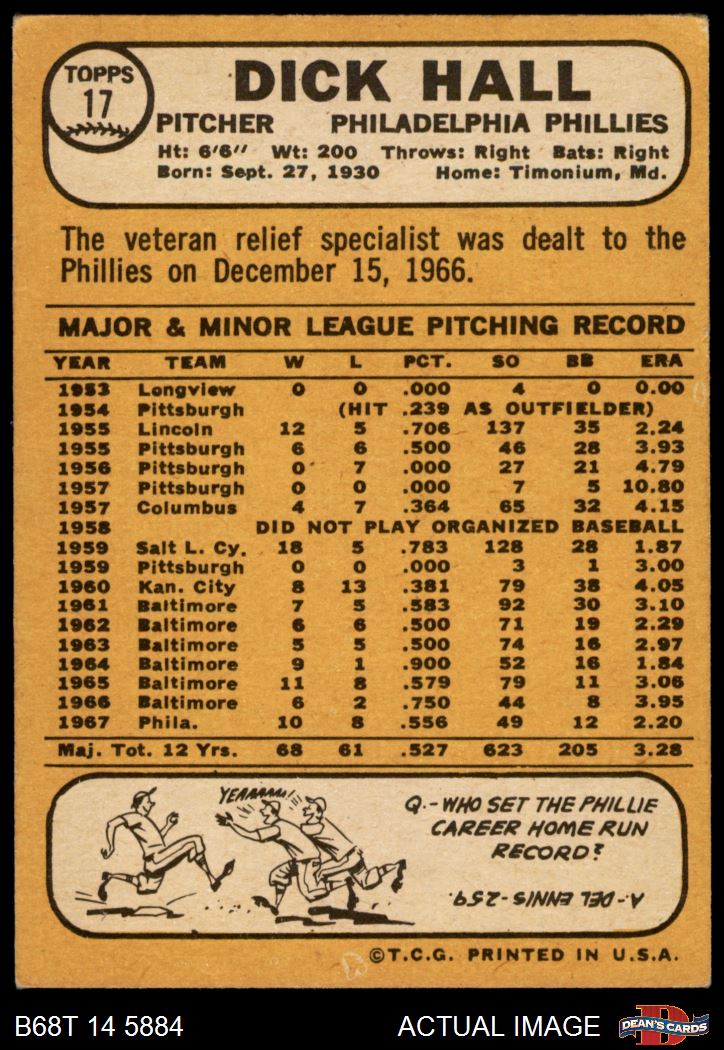 TOPPS
17
DICK HALL
PITCHER PHILADELPHIA PHILLIES
Ht: 6'6" Wt: 200 Throws: Right Bats: Right
Born: Sept. 27, 1930 Home: Timonium, Md.
The veteran relief specialist was dealt to the
Phillies on December 15, 1966.
MAJOR & MINOR LEAGUE PITCHING RECORD
YEAR TEAM W L PCT. SO BB ERA
1953 Longview 0 0 .000 4 0 0.00
1954 Pittsburgh (HIT .239 AS OUTFIELDER)
1955 Lincoln 12 5 .706 137 35 2.24
1955 Pittsburgh 6 6 .500 46 28 3.93
1956 Pittsburgh 0 7 .000 27 21 4.79
1957 Pittsburgh 0 0 .000 7 5 10.80
1957 Columbus 4 7 .364 65 32 4.15
1958 DID NOT PLAY ORGANIZED BASEBALL
1959 Salt L. Cy. 18 5 .783 128 28 1.87
1959 Pittsburgh 0 0 .000 3 1 3.00
1960 Kan. City 8 13 .381 79 38 4.05
1961 Baltimore 7 5 .583 92 30 3.10
1962 Baltimore 6 6 .500 71 19 2.29
1963 Baltimore 5 5 .500 74 16 2.97
1964 Baltimore 9 1 .900 52 16 1.84
1965 Baltimore 11 8 .579 79 11 3.06
1966 Baltimore 6 2 .750 44 8 3.95
1967 Phila. 10 8 .556 49 12 2.20
Maj. Tot. 12 Yrs. 68 61 .527 623 205 3.28
YEAAAAAA!
Q.-WHO SET THE PHILLIE
CAREER HOME RUN
RECORD?
A.-DEL ENNIS-259.
©T.C.G. PRINTED IN U.S.A.
B68T 14 5884 ACTUAL IMAGE
D
DEAN'S CARDS